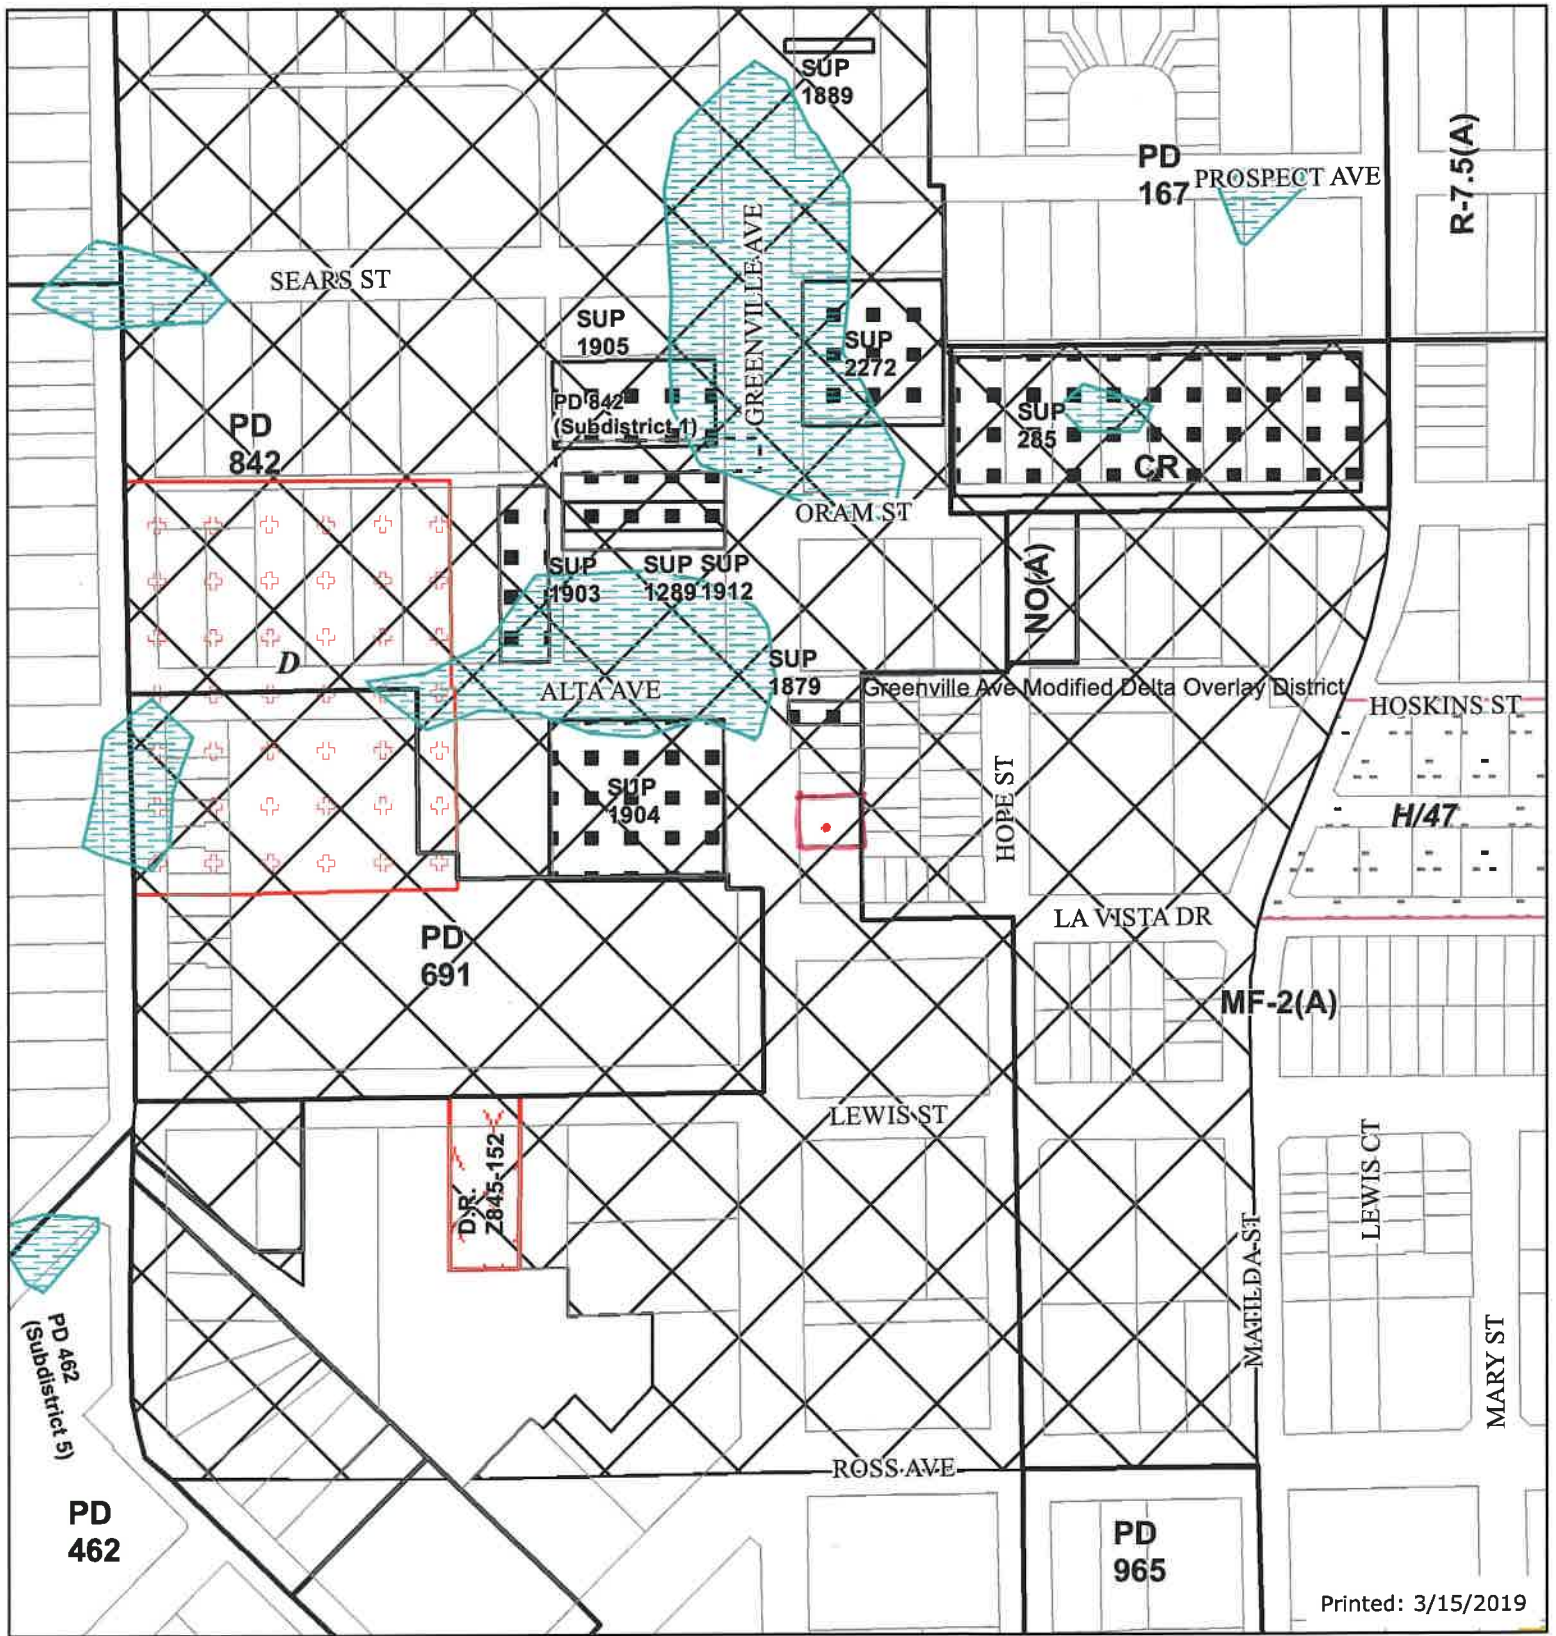 SUP
1889
PD
167
PROSPECT AVE
R-7.5(A)
SEARS ST
GREENVILLE AVE
SUP
1905
SUP
2272
PD 842
(Subdistrict 1)
PD
842
SUP
285
CR
ORAM ST
NO(A)
SUP
1903
SUP
1289
SUP
1912
D
ALTA AVE
SUP
1879
Greenville Ave Modified Delta Overlay District
HOSKINS ST
HOPE ST
SUP
1904
H/47
LA VISTA DR
PD
691
MF-2(A)
LEWIS ST
D.R.
Z845-152
LEWIS CT
MATILDA ST
MARY ST
PD 462
(Subdistrict 5)
ROSS AVE
PD
462
PD
965
Printed: 3/15/2019